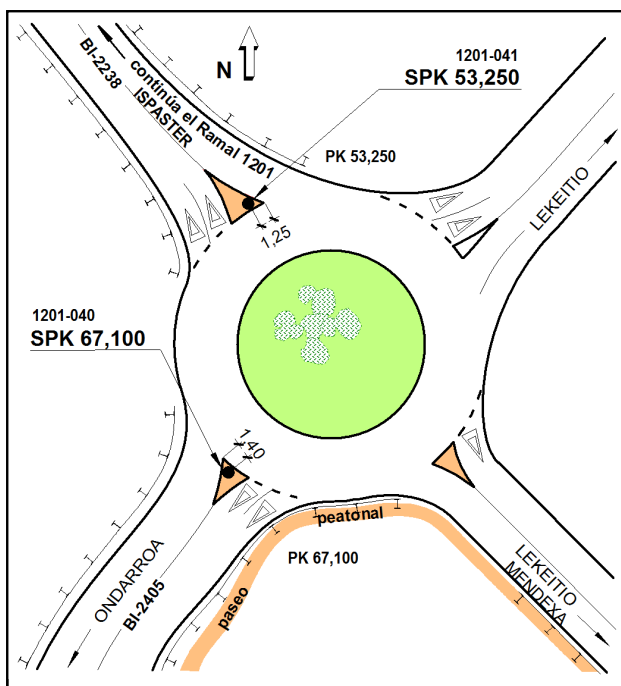 BI-2238
ISPASTER
continúa el Ramal 1201
N
1201-041
SPK 53,250
PK 53,250
1,25
LEKEITIO
1201-040
SPK 67,100
1,40
peatonal
paseo
PK 67,100
ONDARROA
BI-2405
LEKEITIO
MENDEXA